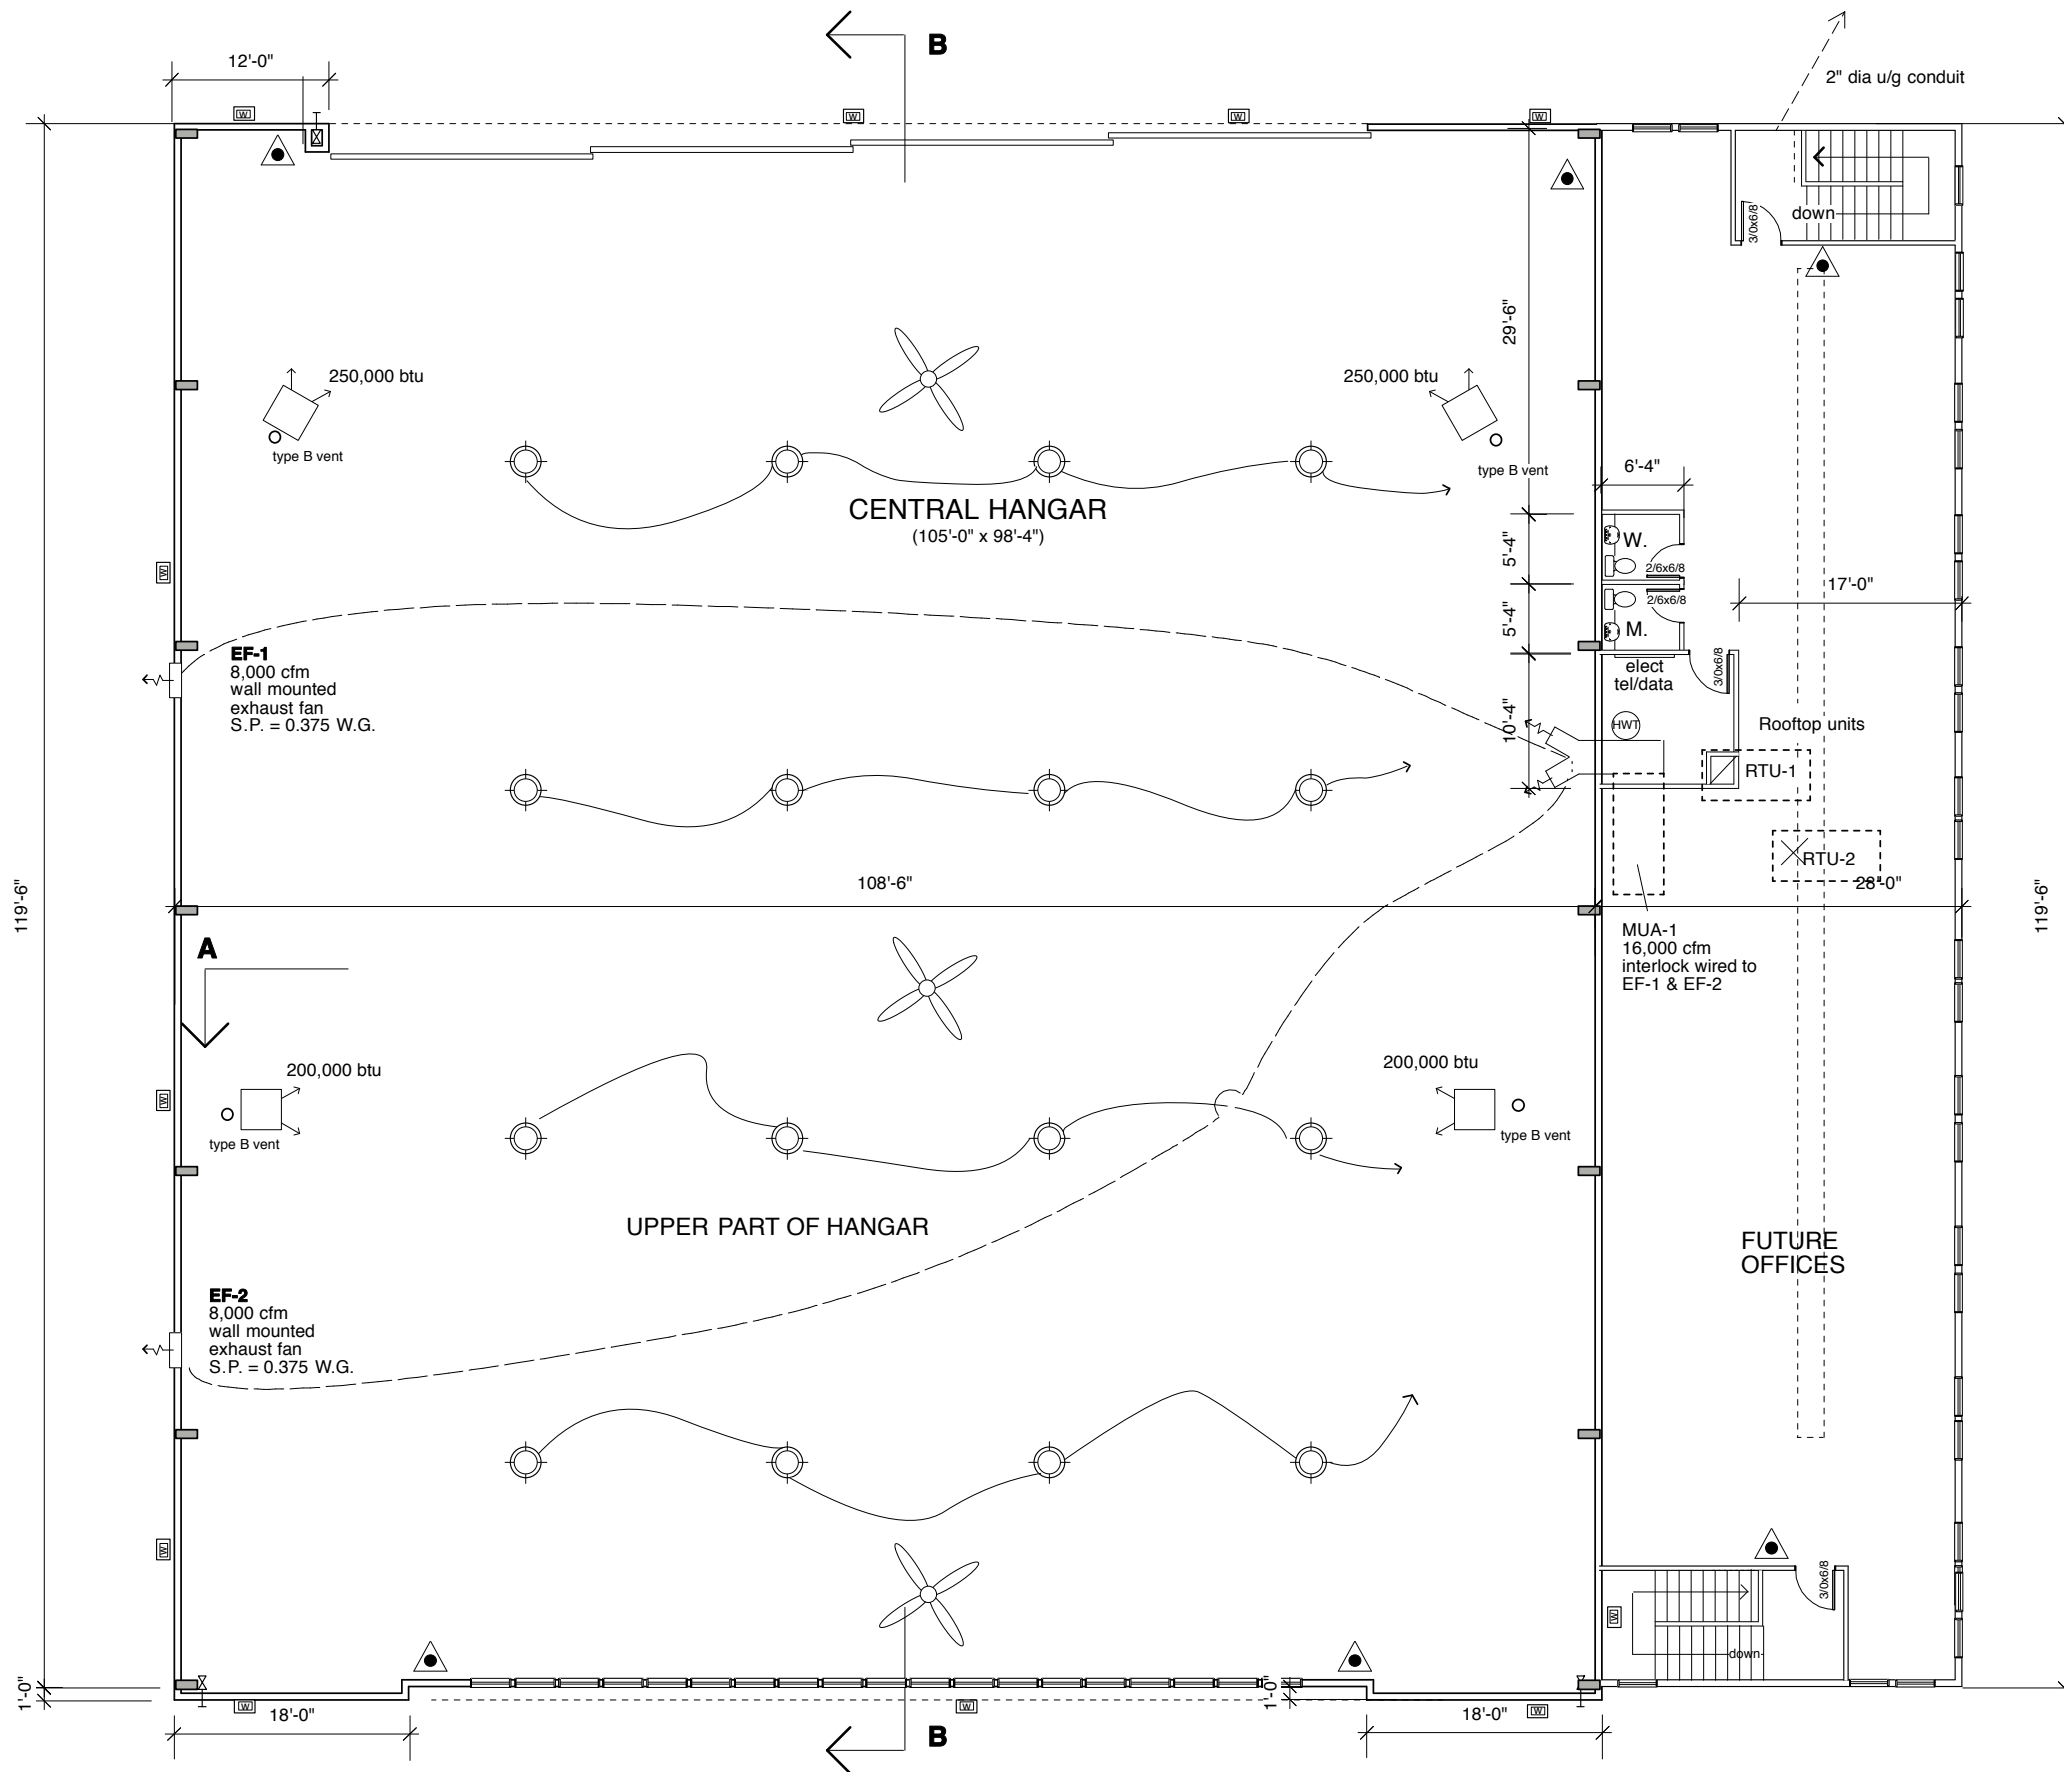 B
12'-0"
2" dia u/g conduit
W
W
W
W
down
3/0x6/8
29'-6"
250,000 btu
type B vent
250,000 btu
type B vent
6'-4"
CENTRAL HANGAR
(105'-0" x 98'-4")
5'-4"
W.
2/6x6/8
W
17'-0"
2/6x6/8
5'-4"
M.
EF-1
8,000 cfm
wall mounted
exhaust fan
S.P. = 0.375 W.G.
elect
tel/data
3/0x6/8
10'-4"
HWT
Rooftop units
RTU-1
RTU-2
119'-6"
108'-6"
28'-0"
119'-6"
A
MUA-1
16,000 cfm
interlock wired to
EF-1 & EF-2
200,000 btu
type B vent
W
200,000 btu
type B vent
UPPER PART OF HANGAR
FUTURE
OFFICES
EF-2
8,000 cfm
wall mounted
exhaust fan
S.P. = 0.375 W.G.
W
3/0x6/8
W
down
1'-0"
1'-0"
W
18'-0"
W
18'-0"
W
B